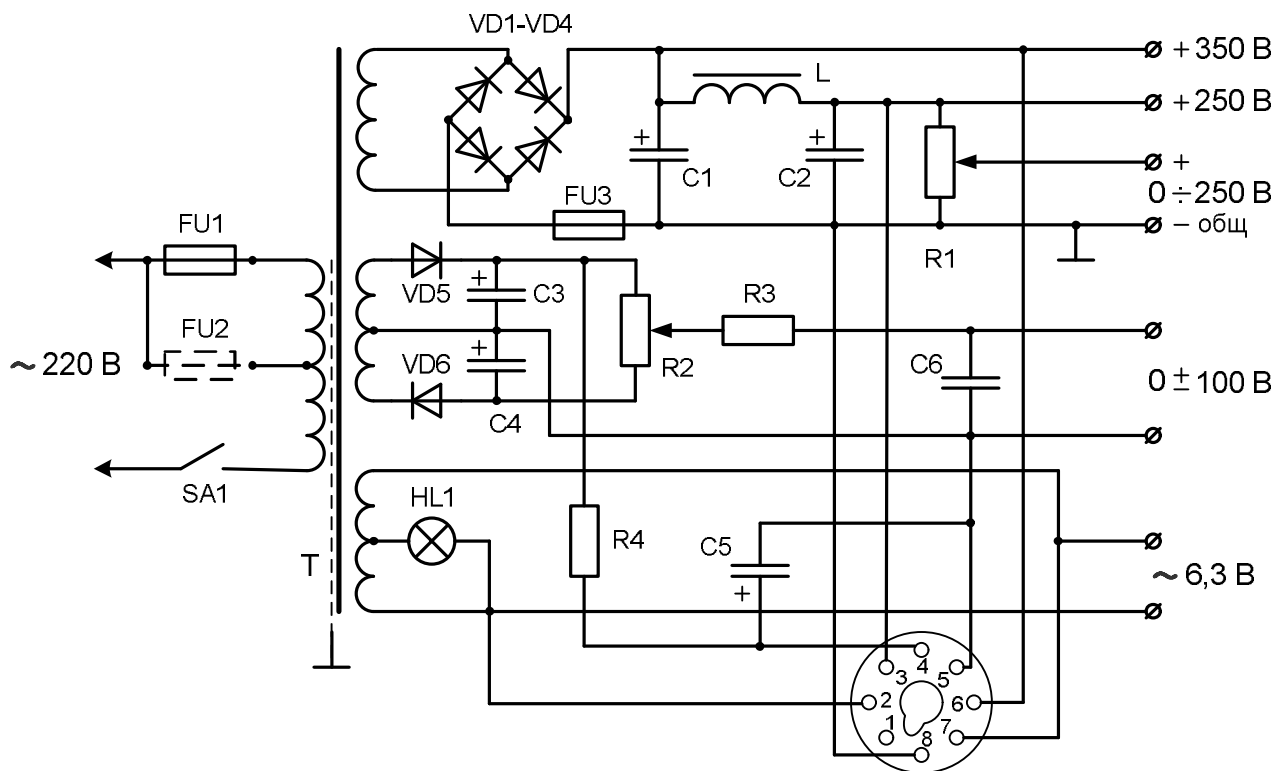 VD1-VD4
+350 В
L
+250 В
+
+
C1
C2
+
0÷250 В
FU3
FU1
– общ
R1
VD5
+
C3
R3
FU2
~220 В
VD6
+
R2
C6
0 ± 100 В
C4
SA1
HL1
R4
C5
T
~6,3 В
+
4
3
5
2
6
1
7
8